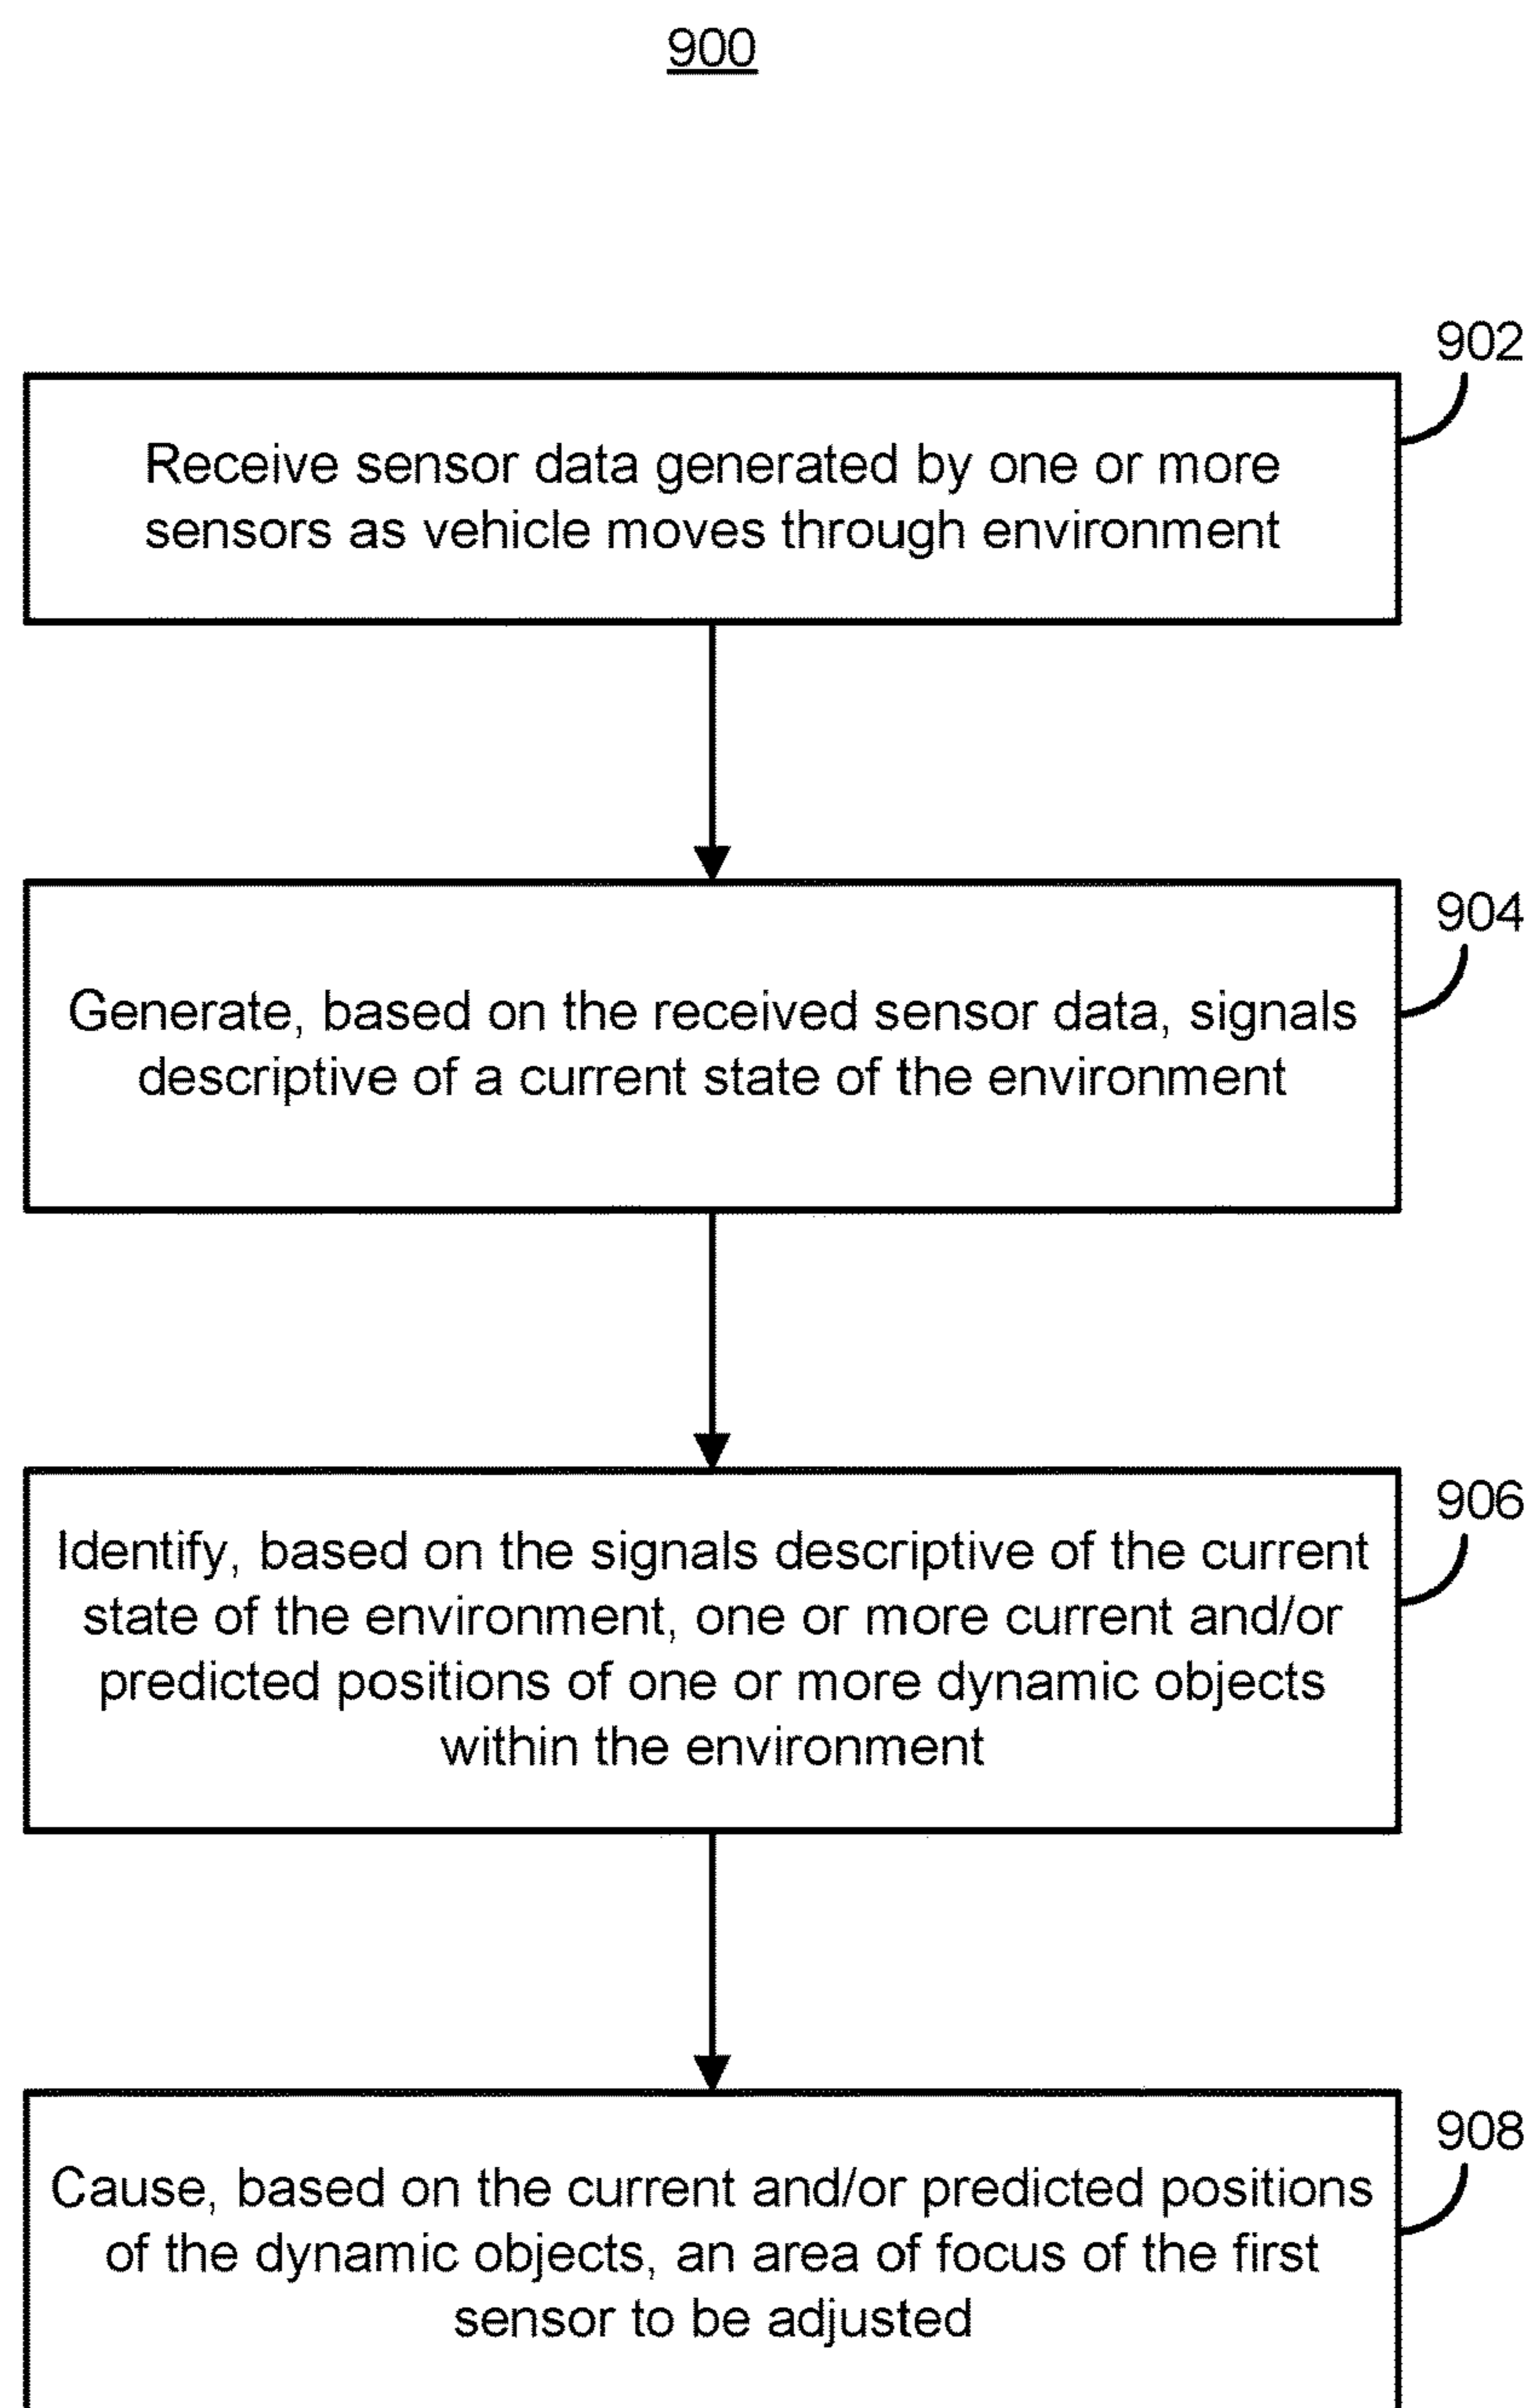 900
902
Receive sensor data generated by one or more
sensors as vehicle moves through environment
904
Generate, based on the received sensor data, signals
descriptive of a current state of the environment
906
Identify, based on the signals descriptive of the current
state of the environment, one or more current and/or
predicted positions of one or more dynamic objects
within the environment
908
Cause, based on the current and/or predicted positions
of the dynamic objects, an area of focus of the first
sensor to be adjusted